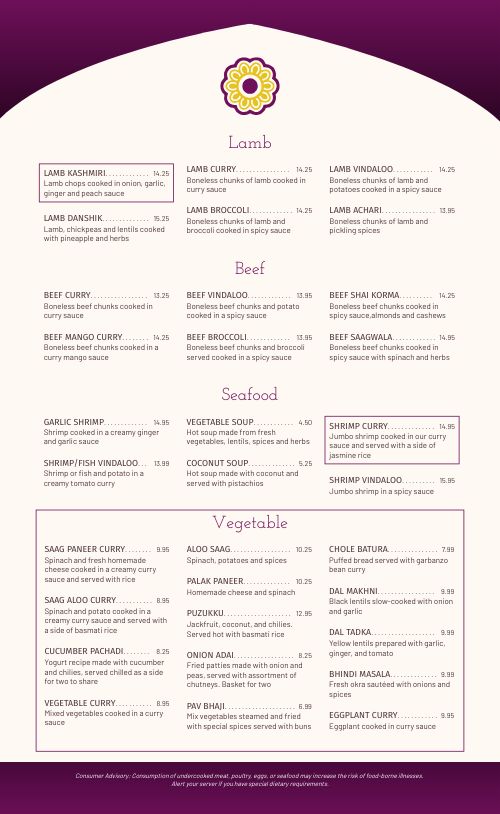 Lamb
LAMB KASHMIRI............. 14.25
Lamb chops cooked in onion, garlic,
ginger and peach sauce
LAMB DANSHIK............ 15.25
Lamb, chickpeas and lentils cooked
with pineapple and herbs
LAMB CURRY................ 14.25
Boneless chunks of lamb cooked in
curry sauce
LAMB BROCCOLI............ 14.25
Boneless chunks of lamb and
broccoli cooked in spicy sauce
LAMB VINDALOO............ 14.25
Boneless chunks of lamb and
potatoes cooked in a spicy sauce
LAMB ACHARI.............. 13.95
Boneless chunks of lamb and
pickling spices
Beef
BEEF CURRY................ 13.25
Boneless beef chunks cooked in
curry sauce
BEEF MANGO CURRY........ 14.25
Boneless beef chunks cooked in a
curry mango sauce
BEEF VINDALOO............ 13.95
Boneless beef chunks and potato
cooked in a spicy sauce
BEEF BROCCOLI............ 13.95
Boneless beef chunks and broccoli
served cooked in a spicy sauce
BEEF SHAI KORMA.......... 14.25
Boneless beef chunks cooked in
spicy sauce,almonds and cashews
BEEF SAAGWALA............ 14.95
Boneless beef chunks cooked in
spicy sauce with spinach and herbs
Seafood
GARLIC SHRIMP............ 14.95
Shrimp cooked in a creamy ginger
and garlic sauce
SHRIMP/FISH VINDALOO... 13.99
Shrimp or fish and potato in a
creamy tomato curry
VEGETABLE SOUP.......... 4.50
Hot soup made from fresh
vegetables, lentils, spices and herbs
COCONUT SOUP............ 5.25
Hot soup made with coconut and
served with pistachios
SHRIMP CURRY............ 14.95
Jumbo shrimp cooked in our curry
sauce and served with a side of
jasmine rice
SHRIMP VINDALOO.......... 15.95
Jumbo shrimp in a spicy sauce
Vegetable
SAAG PANEER CURRY........ 9.95
Spinach and fresh homemade
cheese cooked in a creamy curry
sauce and served with rice
SAAG ALOO CURRY.......... 8.95
Spinach and potato cooked in a
creamy curry sauce and served with
a side of basmati rice
CUCUMBER PACHADI........ 8.25
Yogurt recipe made with cucumber
and chilies, served chilled as a side
for two to share
VEGETABLE CURRY.......... 8.95
Mixed vegetables cooked in a curry
sauce
ALOO SAAG................ 10.25
Spinach, potatoes and spices
PALAK PANEER............ 10.25
Homemade cheese and spinach
PUZUKKU.................. 12.95
Jackfruit, coconut, and chilies.
Served hot with basmati rice
ONION ADAI................ 8.25
Fried patties made with onion and
peas, served with assortment of
chutneys. Basket for two
PAV BHAJI................ 6.99
Mix vegetables steamed and fried
with special spices served with buns
CHOLE BATURA............ 7.99
Puffed bread served with garbanzo
bean curry
DAL MAKHNI.............. 9.99
Black lentils slow-cooked with onion
and garlic
DAL TADKA................ 9.99
Yellow lentils prepared with garlic,
ginger, and tomato
BHINDI MASALA............ 9.99
Fresh okra sautéed with onions and
spices
EGGPLANT CURRY.......... 9.95
Eggplant cooked in curry sauce
Consumer Advisory: Consumption of undercooked meat, poultry, eggs, or seafood may increase the risk of food-borne illnesses.
Alert your server if you have special dietary requirements.